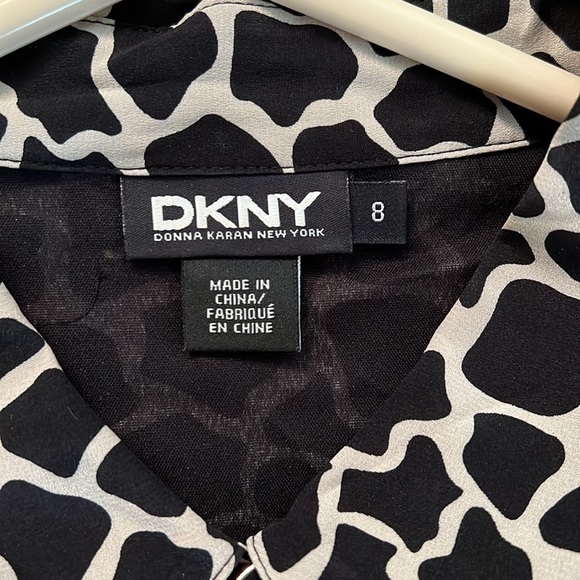 DKNY
DONNA KARAN NEW YORK
8
MADE IN
CHINA/
FABRIQUÉ
EN CHINE